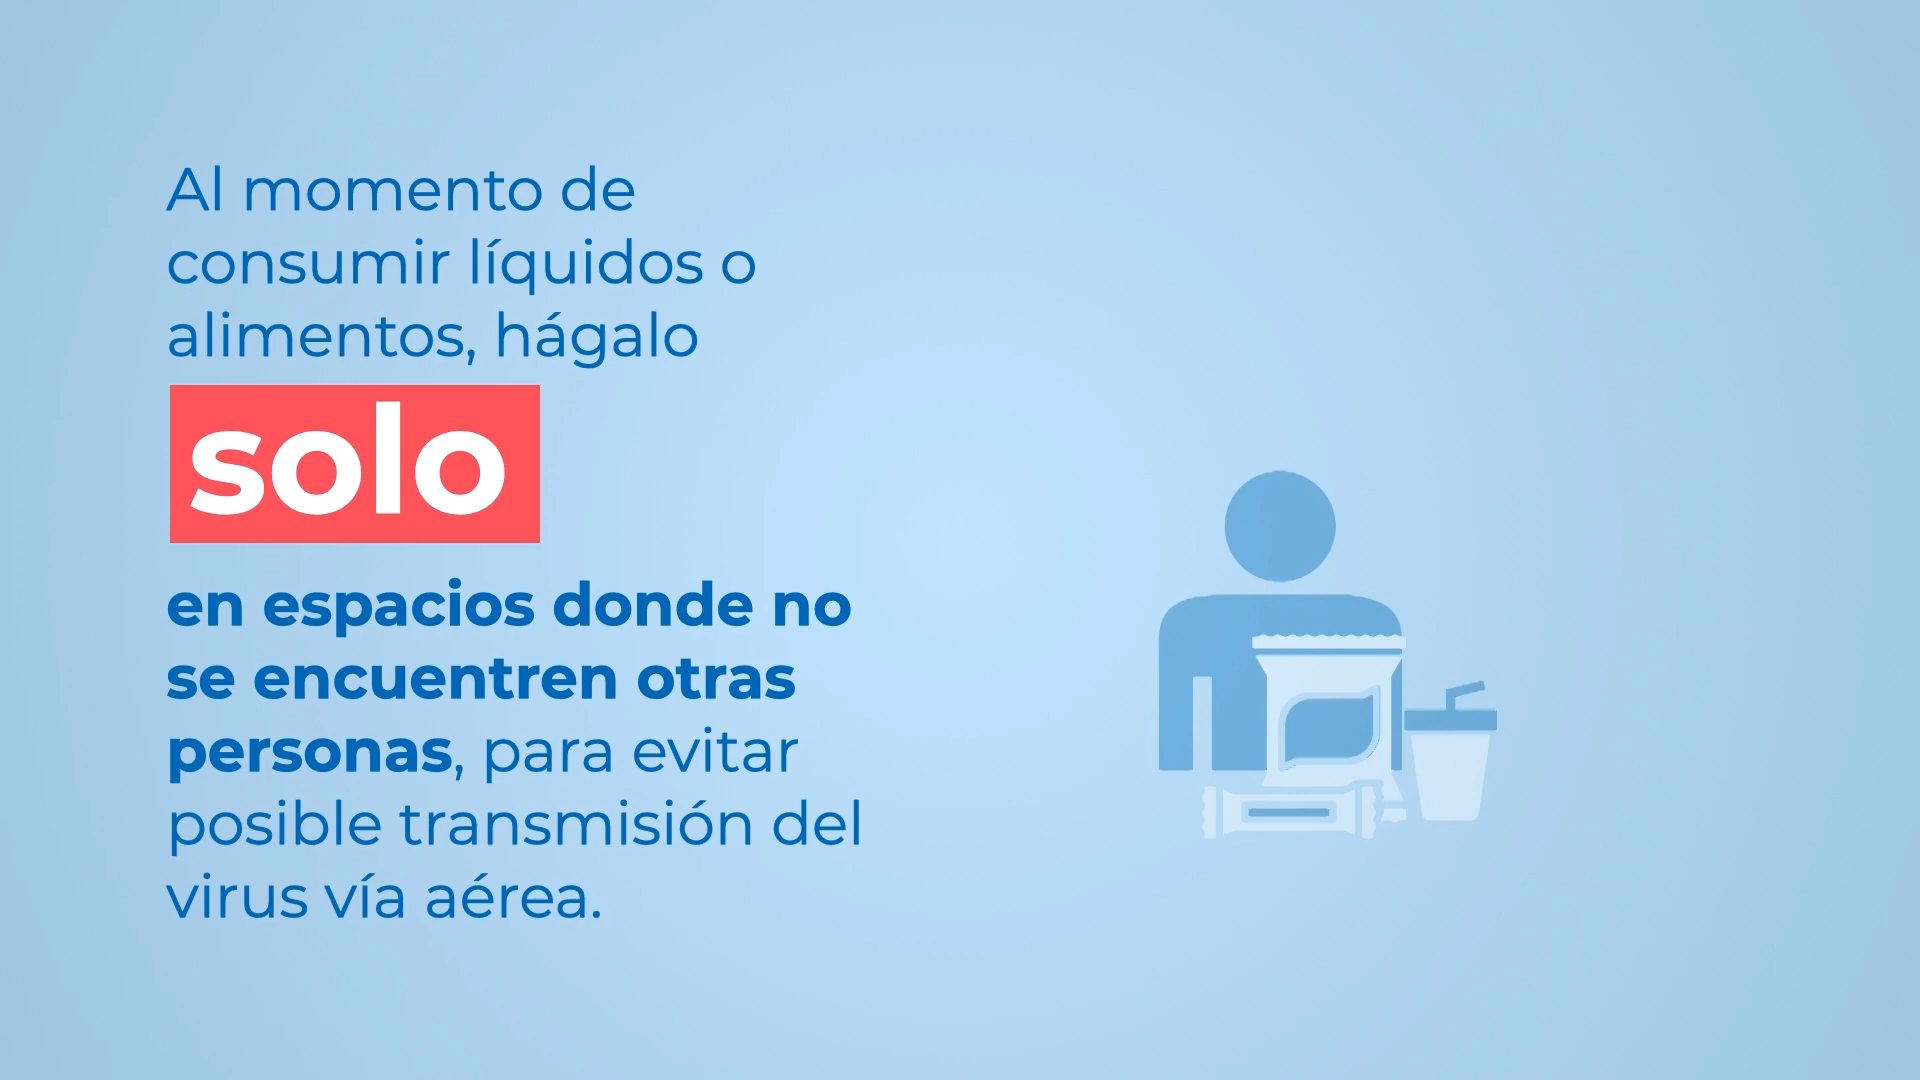 Al momento de
consumir líquidos o
alimentos, hágalo
solo
en espacios donde no
se encuentren otras
personas, para evitar
posible transmisión del
virus vía aérea.